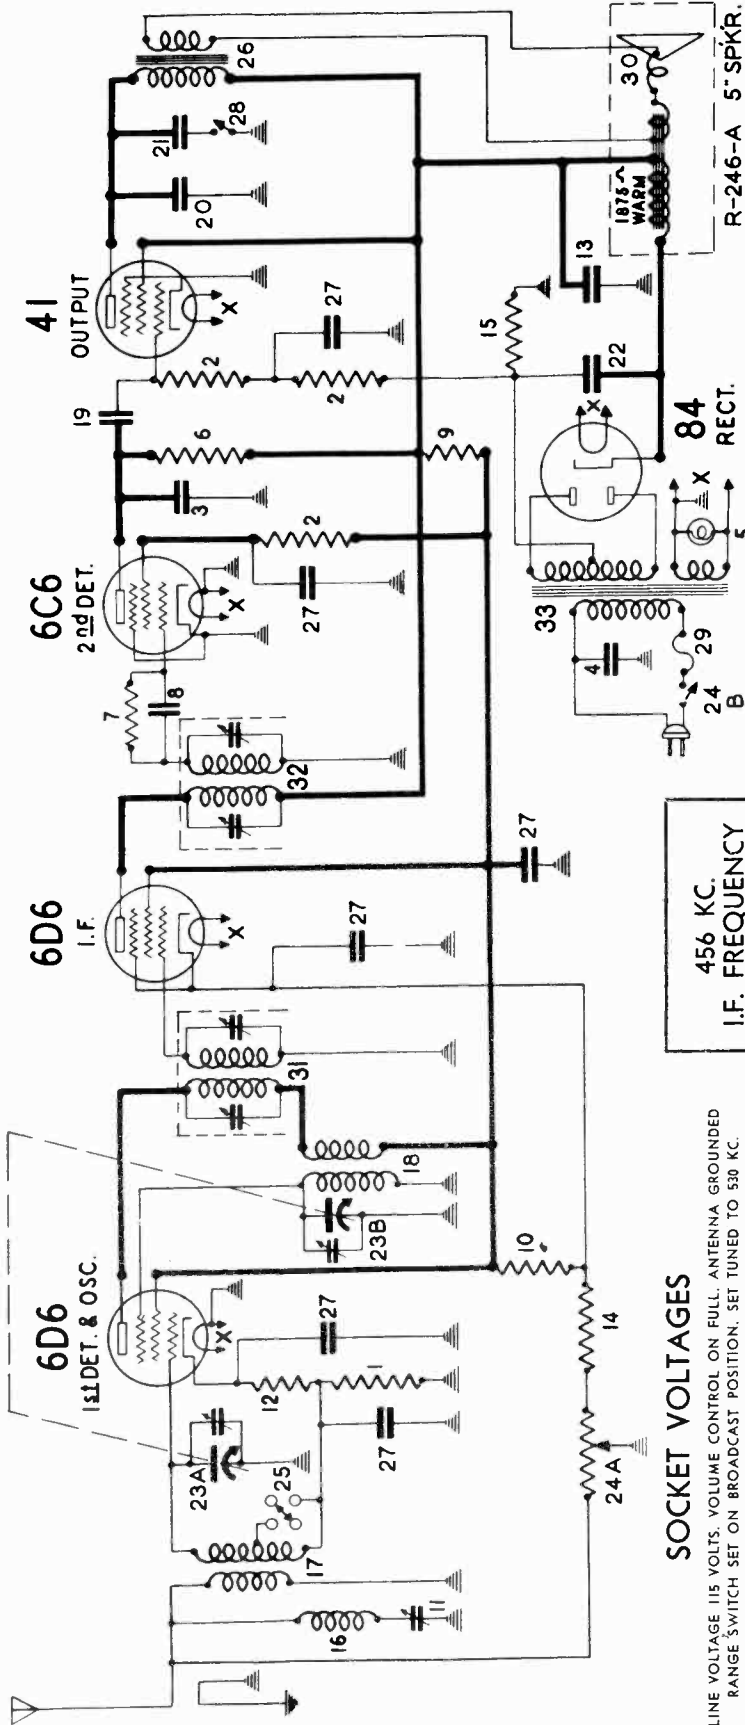 6D6
1st DET. & OSC.
6D6
I.F.
6C6
2nd DET.
41
OUTPUT
84
RECT.
X
X
X
X
X
X
1
2
2
2
3
4
5
6
7
8
9
10
11
12
13
14
15
16
17
18
19
20
21
22
23A
23B
24A
24
B
25
26
27
27
27
27
27
27
28
29
30
31
32
33
1875
WARM
R-246-A 5" SPK'R.
456 KC.
I.F. FREQUENCY
SOCKET VOLTAGES
LINE VOLTAGE 115 VOLTS. VOLUME CONTROL ON FULL. ANTENNA GROUNDED
RANGE SWITCH SET ON BROADCAST POSITION. SET TUNED TO 530 KC.